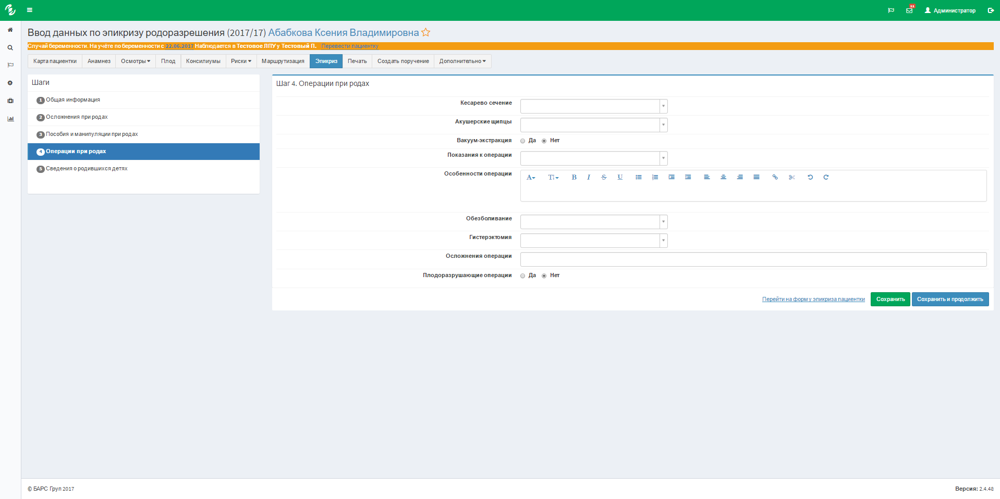 11
Администратор
Ввод данных по эпикризу родоразрешения (2017/17) Абабкова Ксения Владимировна
Случай беременности. На учёте по беременности с 22.06.2017 Наблюдается в Тестовое ЛПУ у Тестовый П. Перевести пациентку
Карта пациентки Анамнез Осмотры Плод Консилиумы Риски Маршрутизация Эпикриз Печать Создать поручение Дополнительно
Шаги
1 Общая информация
2 Осложнения при родах
3 Пособия и манипуляции при родах
4 Операции при родах
5 Сведения о родившихся детях
Шаг 4. Операции при родах
Кесарево сечение
Акушерские щипцы
Вакуум-экстракция Да Нет
Показания к операции
Особенности операции
A T B I S U
Обезболивание
Гистерэктомия
Осложнения операции
Плодоразрушающие операции Да Нет
Перейти на форму эпикриза пациентки Сохранить Сохранить и продолжить
© БАРС Груп 2017
Версия: 2.4.48